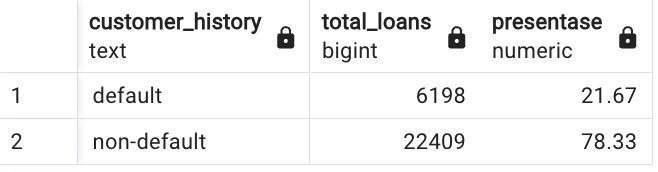 customer_history total_loans presentase
text bigint numeric
1 default 6198 21.67
2 non-default 22409 78.33